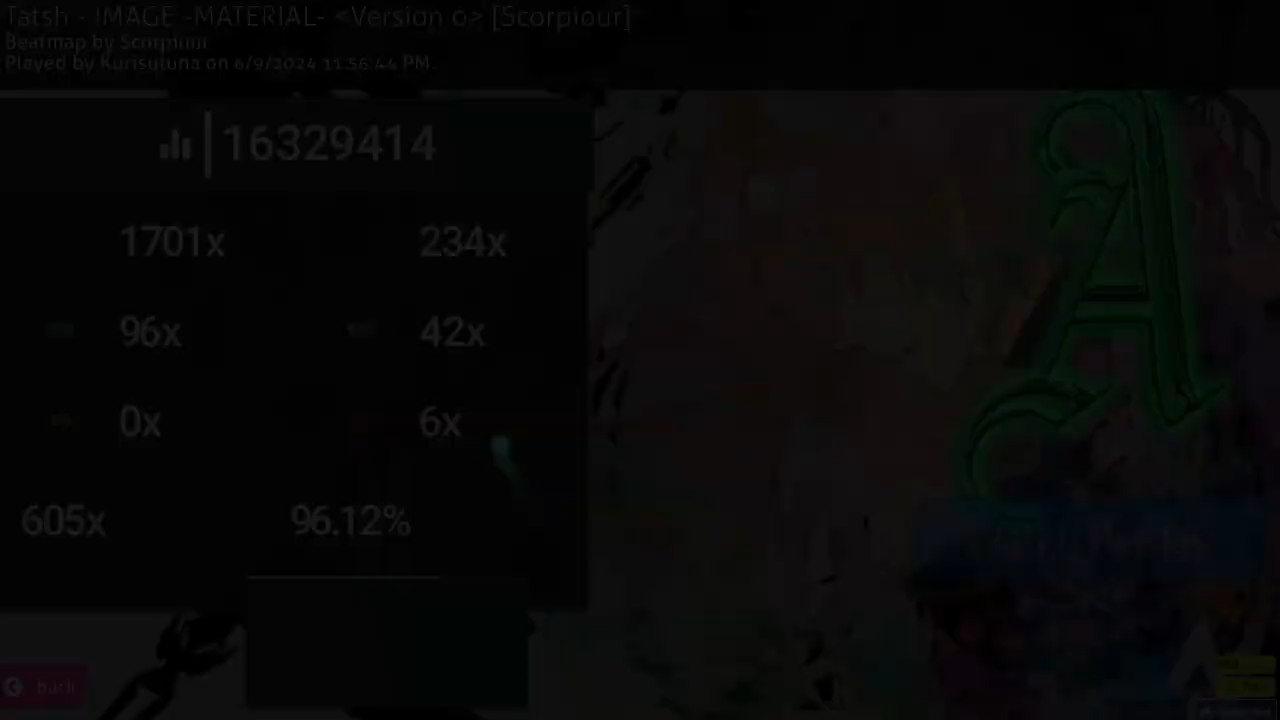 Tatsh - IMAGE -MATERIAL- <Version 0> [Scorpiour]
Beatmap by Scorpiour
Played by Kurisutuna on 6/9/2024 11:56:44 PM.
16329414
1701x 234x
96x 42x
0x 6x
605x 96.12%
A
back